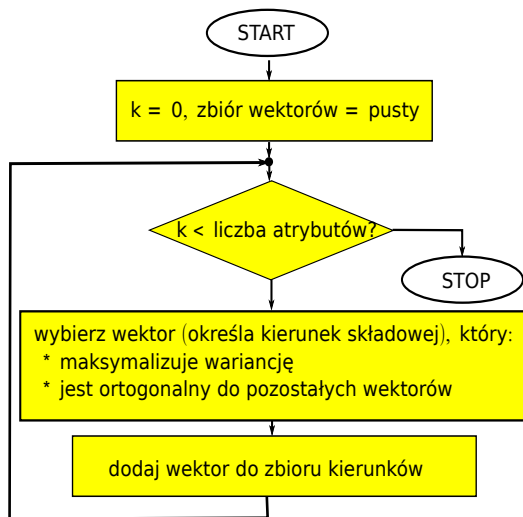 START
k = 0, zbiór wektorów = pusty
k < liczba atrybutów?
STOP
wybierz wektor (określa kierunek składowej), który:
* maksymalizuje wariancję
* jest ortogonalny do pozostałych wektorów
dodaj wektor do zbioru kierunków